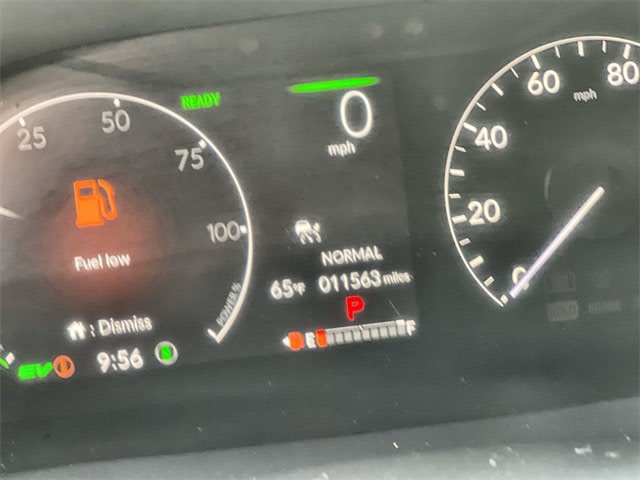 25
50
75
100
POWER %
Fuel low
: Dismiss
EV
9:56
READY
0
mph
NORMAL
65°F 011563 miles
P
E F
0
20
40
60
80
mph